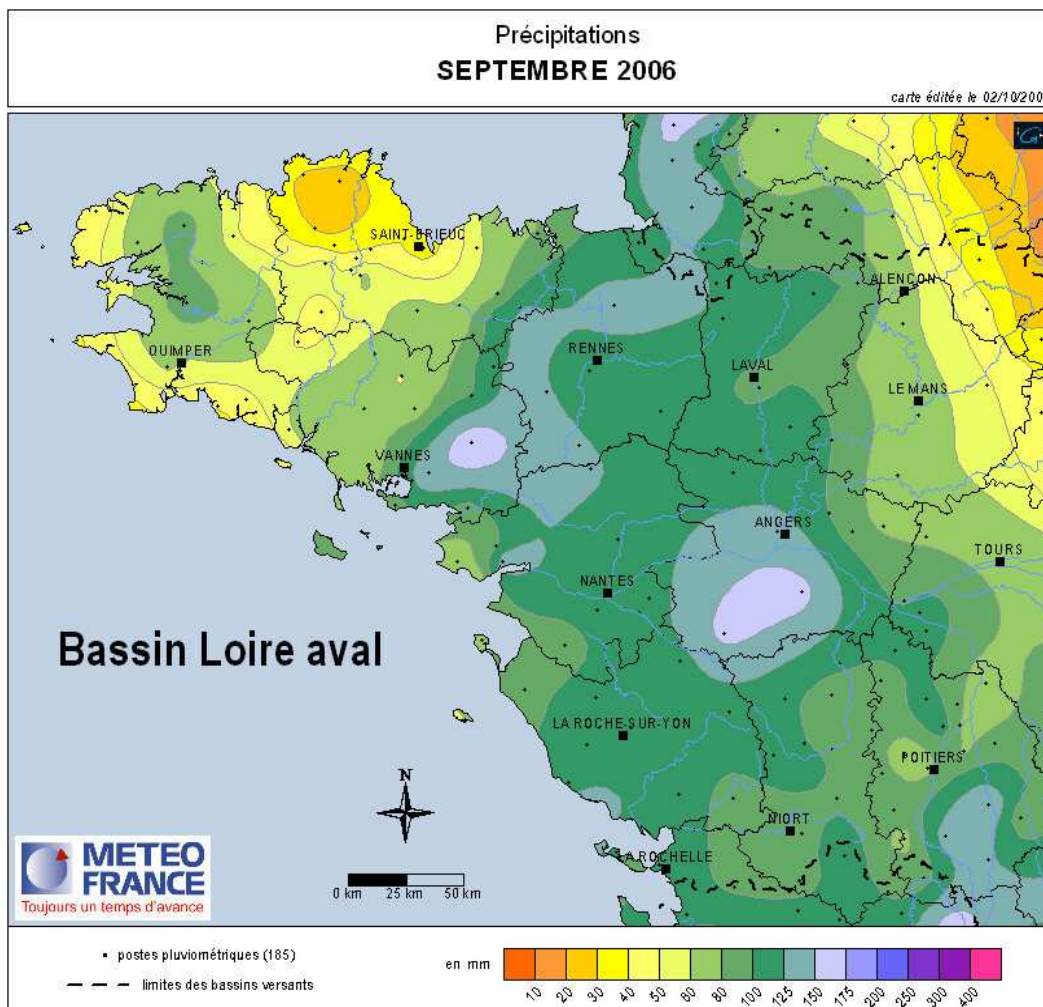 Précipitations
SEPTEMBRE 2006
carte éditée le 02/10/200
SAINT-BRIEUC
ALENCON
QUIMPER
RENNES
LAVAL
LE MANS
VANNES
ANGERS
TOURS
NANTES
Bassin Loire aval
LA ROCHE-SUR-YON
POITIERS
N
NIORT
METEO
FRANCE
Toujours un temps d'avance
LA ROCHELLE
0 km 25 km 50 km
postes pluviométriques (185)
limites des bassins versants
en mm
10 20 30 40 50 60 80 100 125 150 175 200 250 300 400